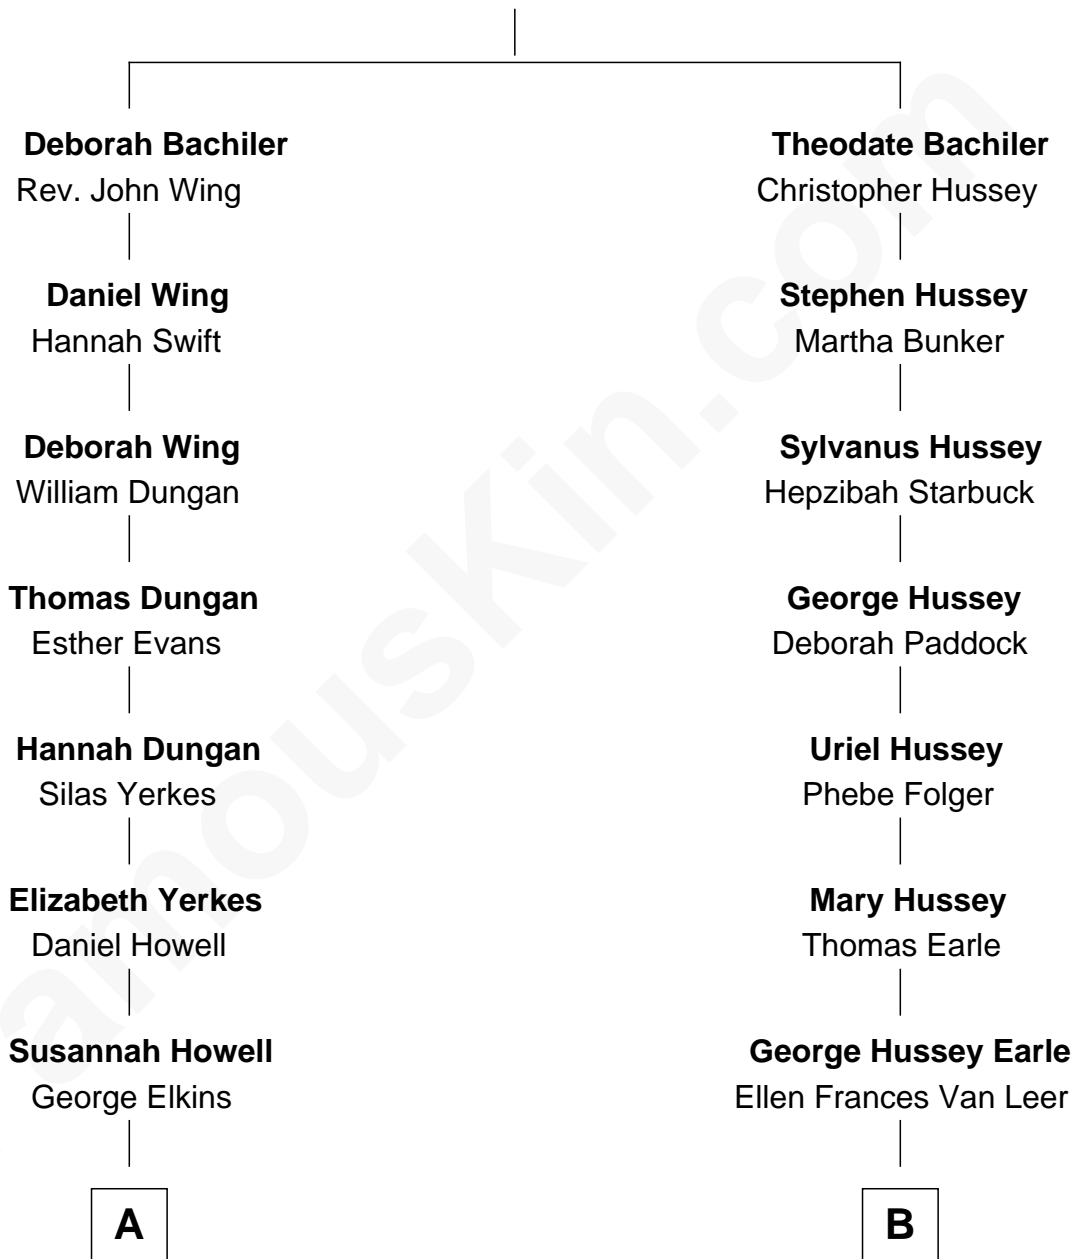 Deborah Bachiler
Rev. John Wing
Daniel Wing
Hannah Swift
Deborah Wing
William Dungan
Thomas Dungan
Esther Evans
Hannah Dungan
Silas Yerkes
Elizabeth Yerkes
Daniel Howell
Susannah Howell
George Elkins
A
Theodate Bachiler
Christopher Hussey
Stephen Hussey
Martha Bunker
Sylvanus Hussey
Hepzibah Starbuck
George Hussey
Deborah Paddock
Uriel Hussey
Phebe Folger
Mary Hussey
Thomas Earle
George Hussey Earle
Ellen Frances Van Leer
B
amousKin.com